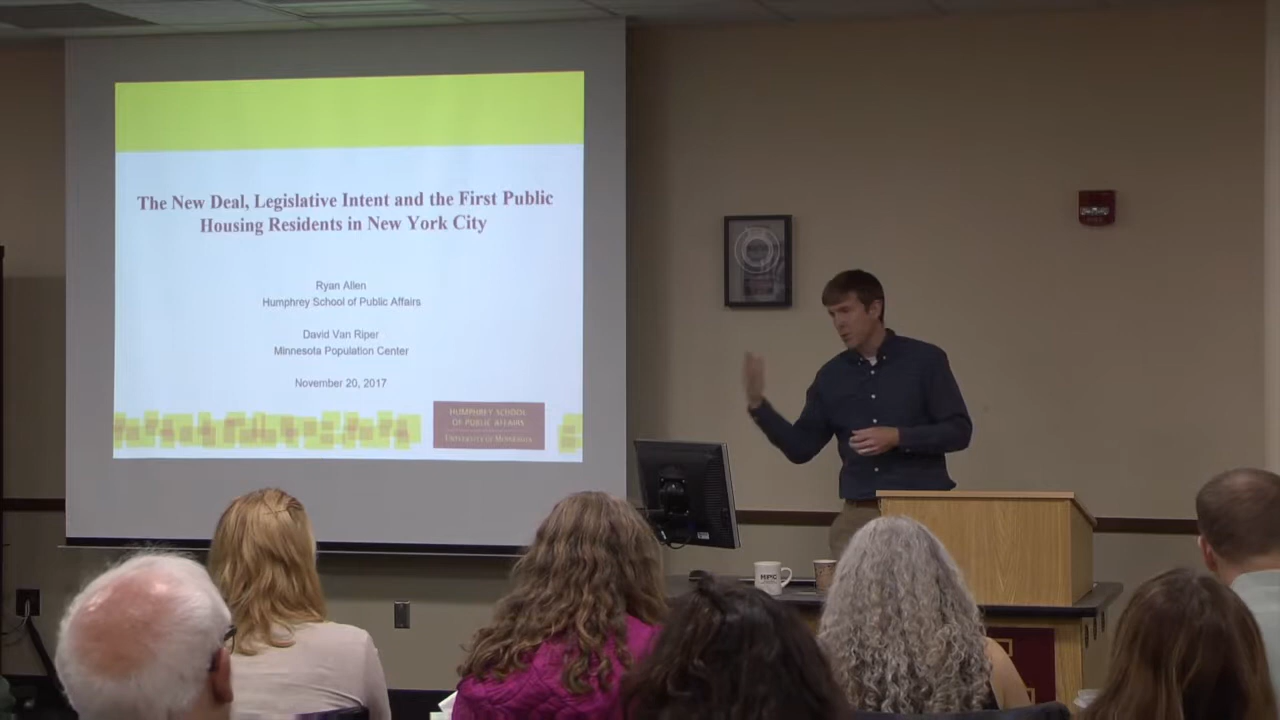 The New Deal, Legislative Intent and the First Public
Housing Residents in New York City
Ryan Allen
Humphrey School of Public Affairs
David Van Riper
Minnesota Population Center
November 20, 2017
HUMPHREY SCHOOL
OF PUBLIC AFFAIRS
UNIVERSITY OF MINNESOTA
MPC